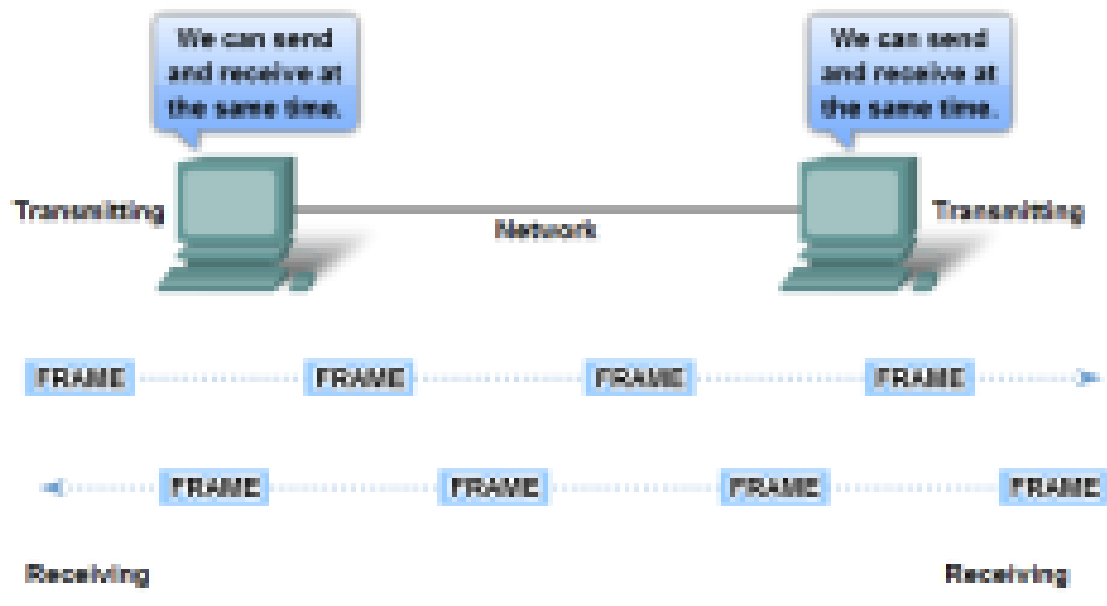 We can send
and receive at
the same time.
We can send
and receive at
the same time.
Transmitting
Network
Transmitting
FRAME FRAME FRAME FRAME
FRAME FRAME FRAME FRAME
Receiving Receiving